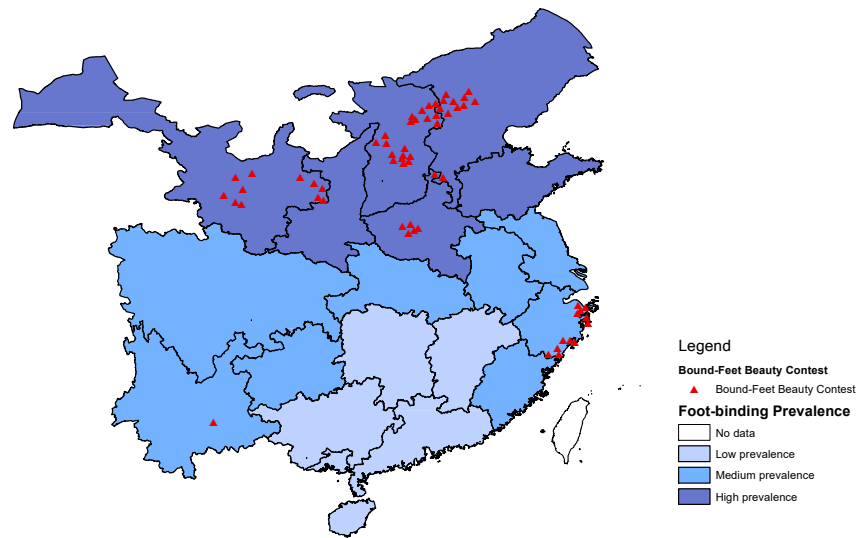 Legend
Bound-Feet Beauty Contest
Bound-Feet Beauty Contest
Foot-binding Prevalence
No data
Low prevalence
Medium prevalence
High prevalence